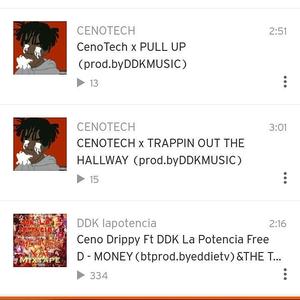 CENOTECH
2:51
CenoTech x PULL UP
(prod.byDDKMUSIC)
13
CENOTECH
3:01
CENOTECH x TRAPPIN OUT THE
HALLWAY (prod.byDDKMUSIC)
15
DDK lapotencia
2:16
Ceno Drippy Ft DDK La Potencia Free
D - MONEY(btprod.byeddietv)&THE T...
334
MIXTAPE